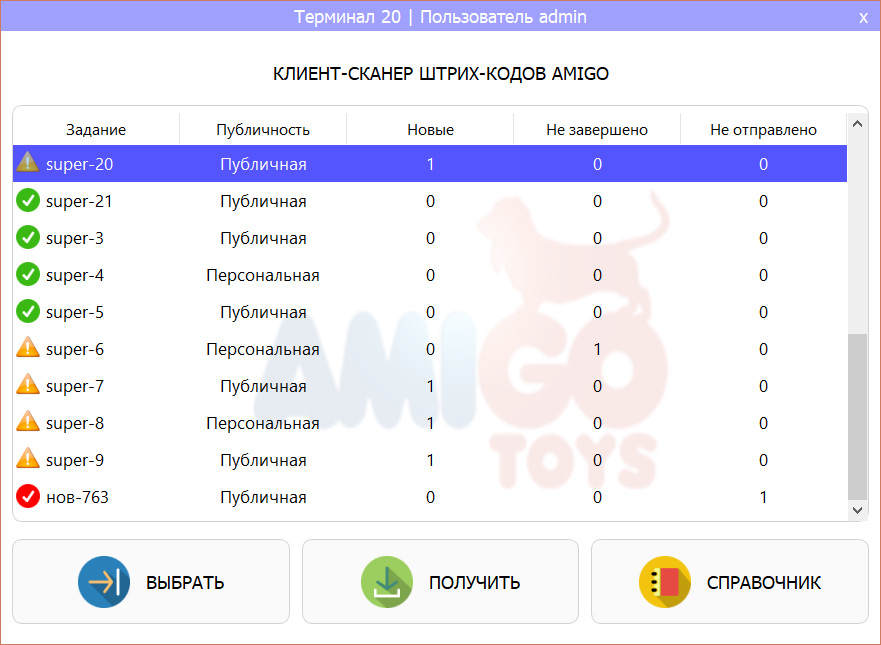 Терминал 20 | Пользователь admin x
КЛИЕНТ-СКАНЕР ШТРИХ-КОДОВ AMIGO
Задание Публичность Новые Не завершено Не отправлено
super-20 Публичная 1 0 0
super-21 Публичная 0 0 0
super-3 Публичная 0 0 0
super-4 Персональная 0 0 0
super-5 Публичная 0 0 0
super-6 Персональная 0 1 0
super-7 Публичная 1 0 0
super-8 Персональная 1 0 0
super-9 Публичная 1 0 0
нов-763 Публичная 0 0 1
AMIGO
TOYS
ВЫБРАТЬ ПОЛУЧИТЬ СПРАВОЧНИК